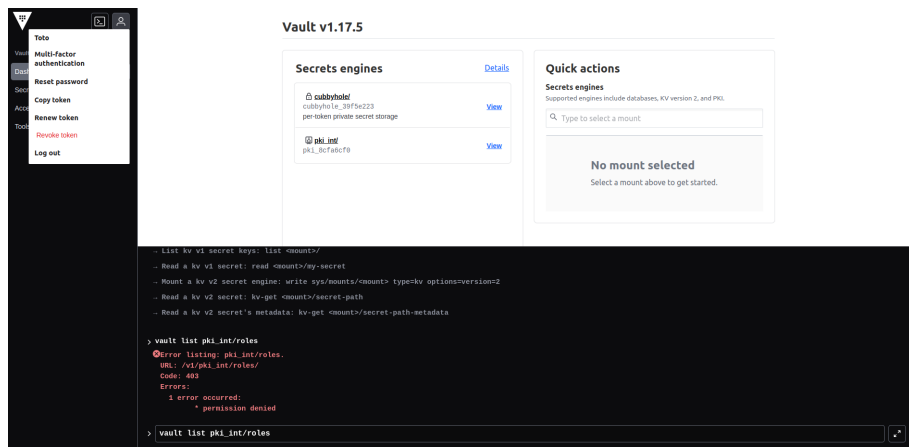 Toto
Multi-factor
authentication
Reset password
Copy token
Renew token
Revoke token
Log out
Vault v1.17.5
Secrets engines
Details
cubbyhole/
cubbyhole_39f5e223
per-token private secret storage
View
pki_int/
pki_8cfa6cf0
View
Quick actions
Secrets engines
Supported engines include databases, KV version 2, and PKI.
Type to select a mount
No mount selected
Select a mount above to get started.
→ List kv v1 secret keys: list <mount>/
→ Read a kv v1 secret: read <mount>/my-secret
→ Mount a kv v2 secret engine: write sys/mounts/<mount> type=kv options=version=2
→ Read a kv v2 secret: kv-get <mount>/secret-path
→ Read a kv v2 secret's metadata: kv-get <mount>/secret-path-metadata
> vault list pki_int/roles
Error listing: pki_int/roles.
URL: /v1/pki_int/roles/
Code: 403
Errors:
1 error occurred:
* permission denied
> vault list pki_int/roles